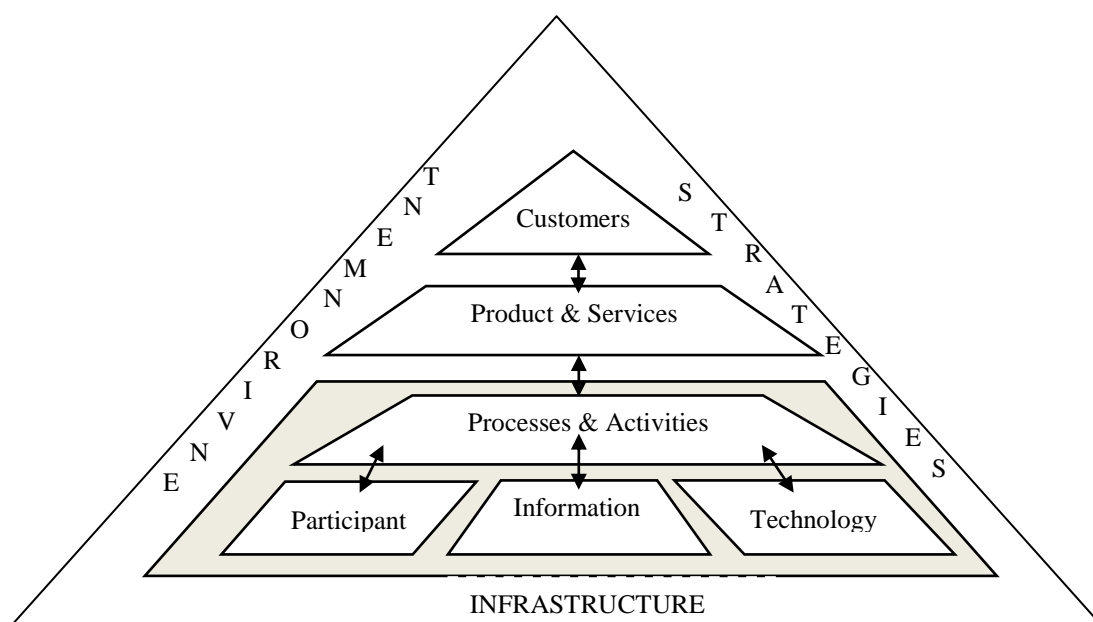 ENVIRONMENT
STRATEGIES
Customers
Product & Services
Processes & Activities
Participant
Information
Technology
INFRASTRUCTURE